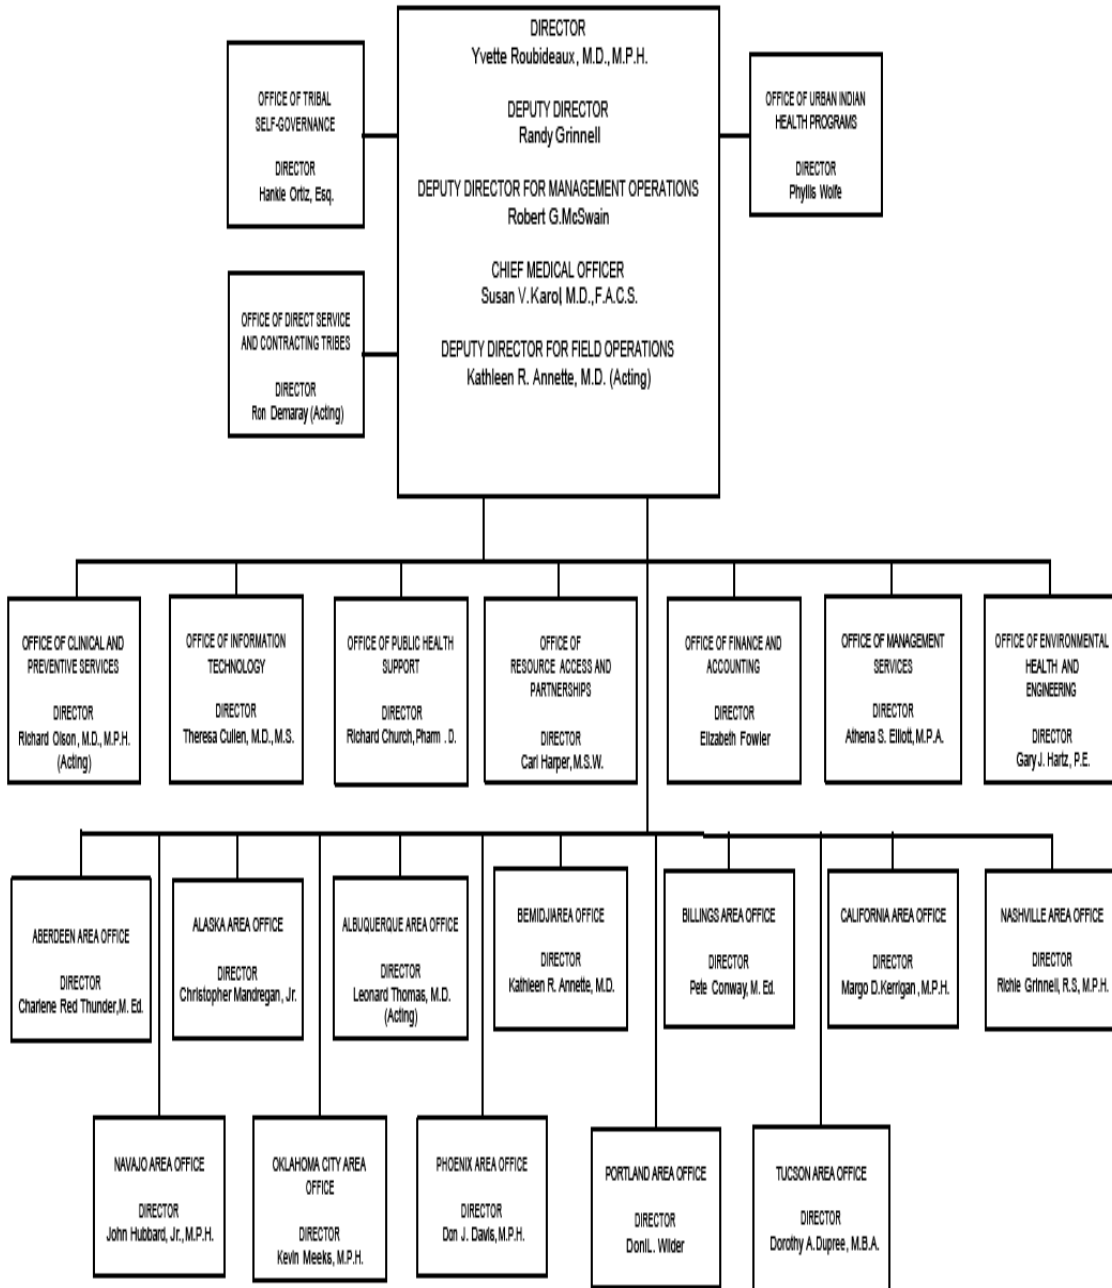 DIRECTOR
Yvette Roubideaux, M.D., M.P.H.
DEPUTY DIRECTOR
Randy Grinnell
DEPUTY DIRECTOR FOR MANAGEMENT OPERATIONS
Robert G.McSwain
CHIEF MEDICAL OFFICER
Susan V.Karol, M.D.,F.A.C.S.
DEPUTY DIRECTOR FOR FIELD OPERATIONS
Kathleen R. Annette, M.D. (Acting)
OFFICE OF TRIBAL
SELF-GOVERNANCE
DIRECTOR
Hankie Ortiz, Esq.
OFFICE OF URBAN INDIAN
HEALTH PROGRAMS
DIRECTOR
Phyllis Wolfe
OFFICE OF DIRECT SERVICE
AND CONTRACTING TRIBES
DIRECTOR
Ron Demaray (Acting)
OFFICE OF CLINICAL AND
PREVENTIVE SERVICES
DIRECTOR
Richard Olson, M.D., M.P.H.
(Acting)
OFFICE OF INFORMATION
TECHNOLOGY
DIRECTOR
Theresa Cullen, M.D., M.S.
OFFICE OF PUBLIC HEALTH
SUPPORT
DIRECTOR
Richard Church, Pharm . D.
OFFICE OF
RESOURCE ACCESS AND
PARTNERSHIPS
DIRECTOR
Carl Harper, M.S.W.
OFFICE OF FINANCE AND
ACCOUNTING
DIRECTOR
Elizabeth Fowler
OFFICE OF MANAGEMENT
SERVICES
DIRECTOR
Athena S. Elliott, M.P.A.
OFFICE OF ENVIRONMENTAL
HEALTH AND
ENGINEERING
DIRECTOR
Gary J. Hartz, P.E.
ABERDEEN AREA OFFICE
DIRECTOR
Charlene Red Thunder,M. Ed.
ALASKA AREA OFFICE
DIRECTOR
Christopher Mandregan, Jr.
ALBUQUERQUE AREA OFFICE
DIRECTOR
Leonard Thomas, M.D.
(Acting)
BEMIDJIAREA OFFICE
DIRECTOR
Kathleen R. Annette, M.D.
BILLINGS AREA OFFICE
DIRECTOR
Pete Conway, M. Ed.
CALIFORNIA AREA OFFICE
DIRECTOR
Margo D.Kerrigan , M.P.H.
NASHVILLE AREA OFFICE
DIRECTOR
Richie Grinnell, R.S, M.P.H.
NAVAJO AREA OFFICE
DIRECTOR
John Hubbard, Jr., M.P.H.
OKLAHOMA CITY AREA
OFFICE
DIRECTOR
Kevin Meeks, M.P.H.
PHOENIX AREA OFFICE
DIRECTOR
Don J. Davis, M.P.H.
PORTLAND AREA OFFICE
DIRECTOR
DoniL. Wilder
TUCSON AREA OFFICE
DIRECTOR
Dorothy A.Dupree, M.B.A.